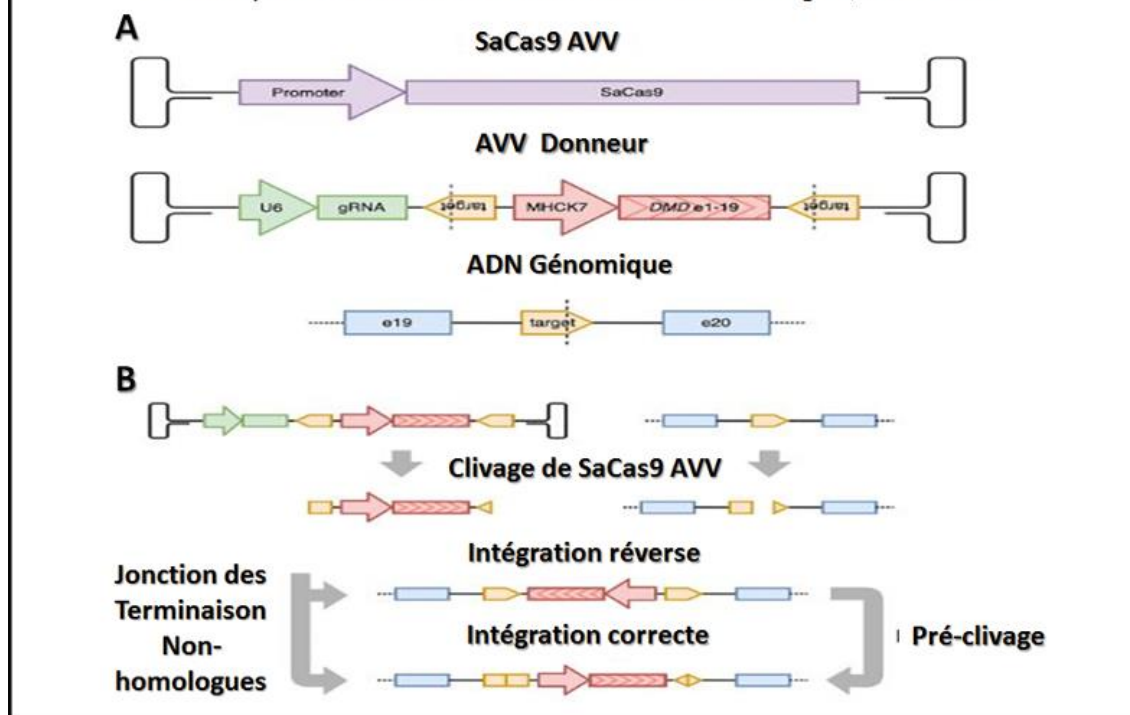 A
SaCas9 AVV
Promoter SaCas9
AVV Donneur
U6 gRNA target MHCK7 DMD e1-19 target
ADN Génomique
e19 target e20
B
Clivage de SaCas9 AVV
Intégration réverse
Jonction des
Terminaison
Non-
homologues
Intégration correcte
Pré-clivage